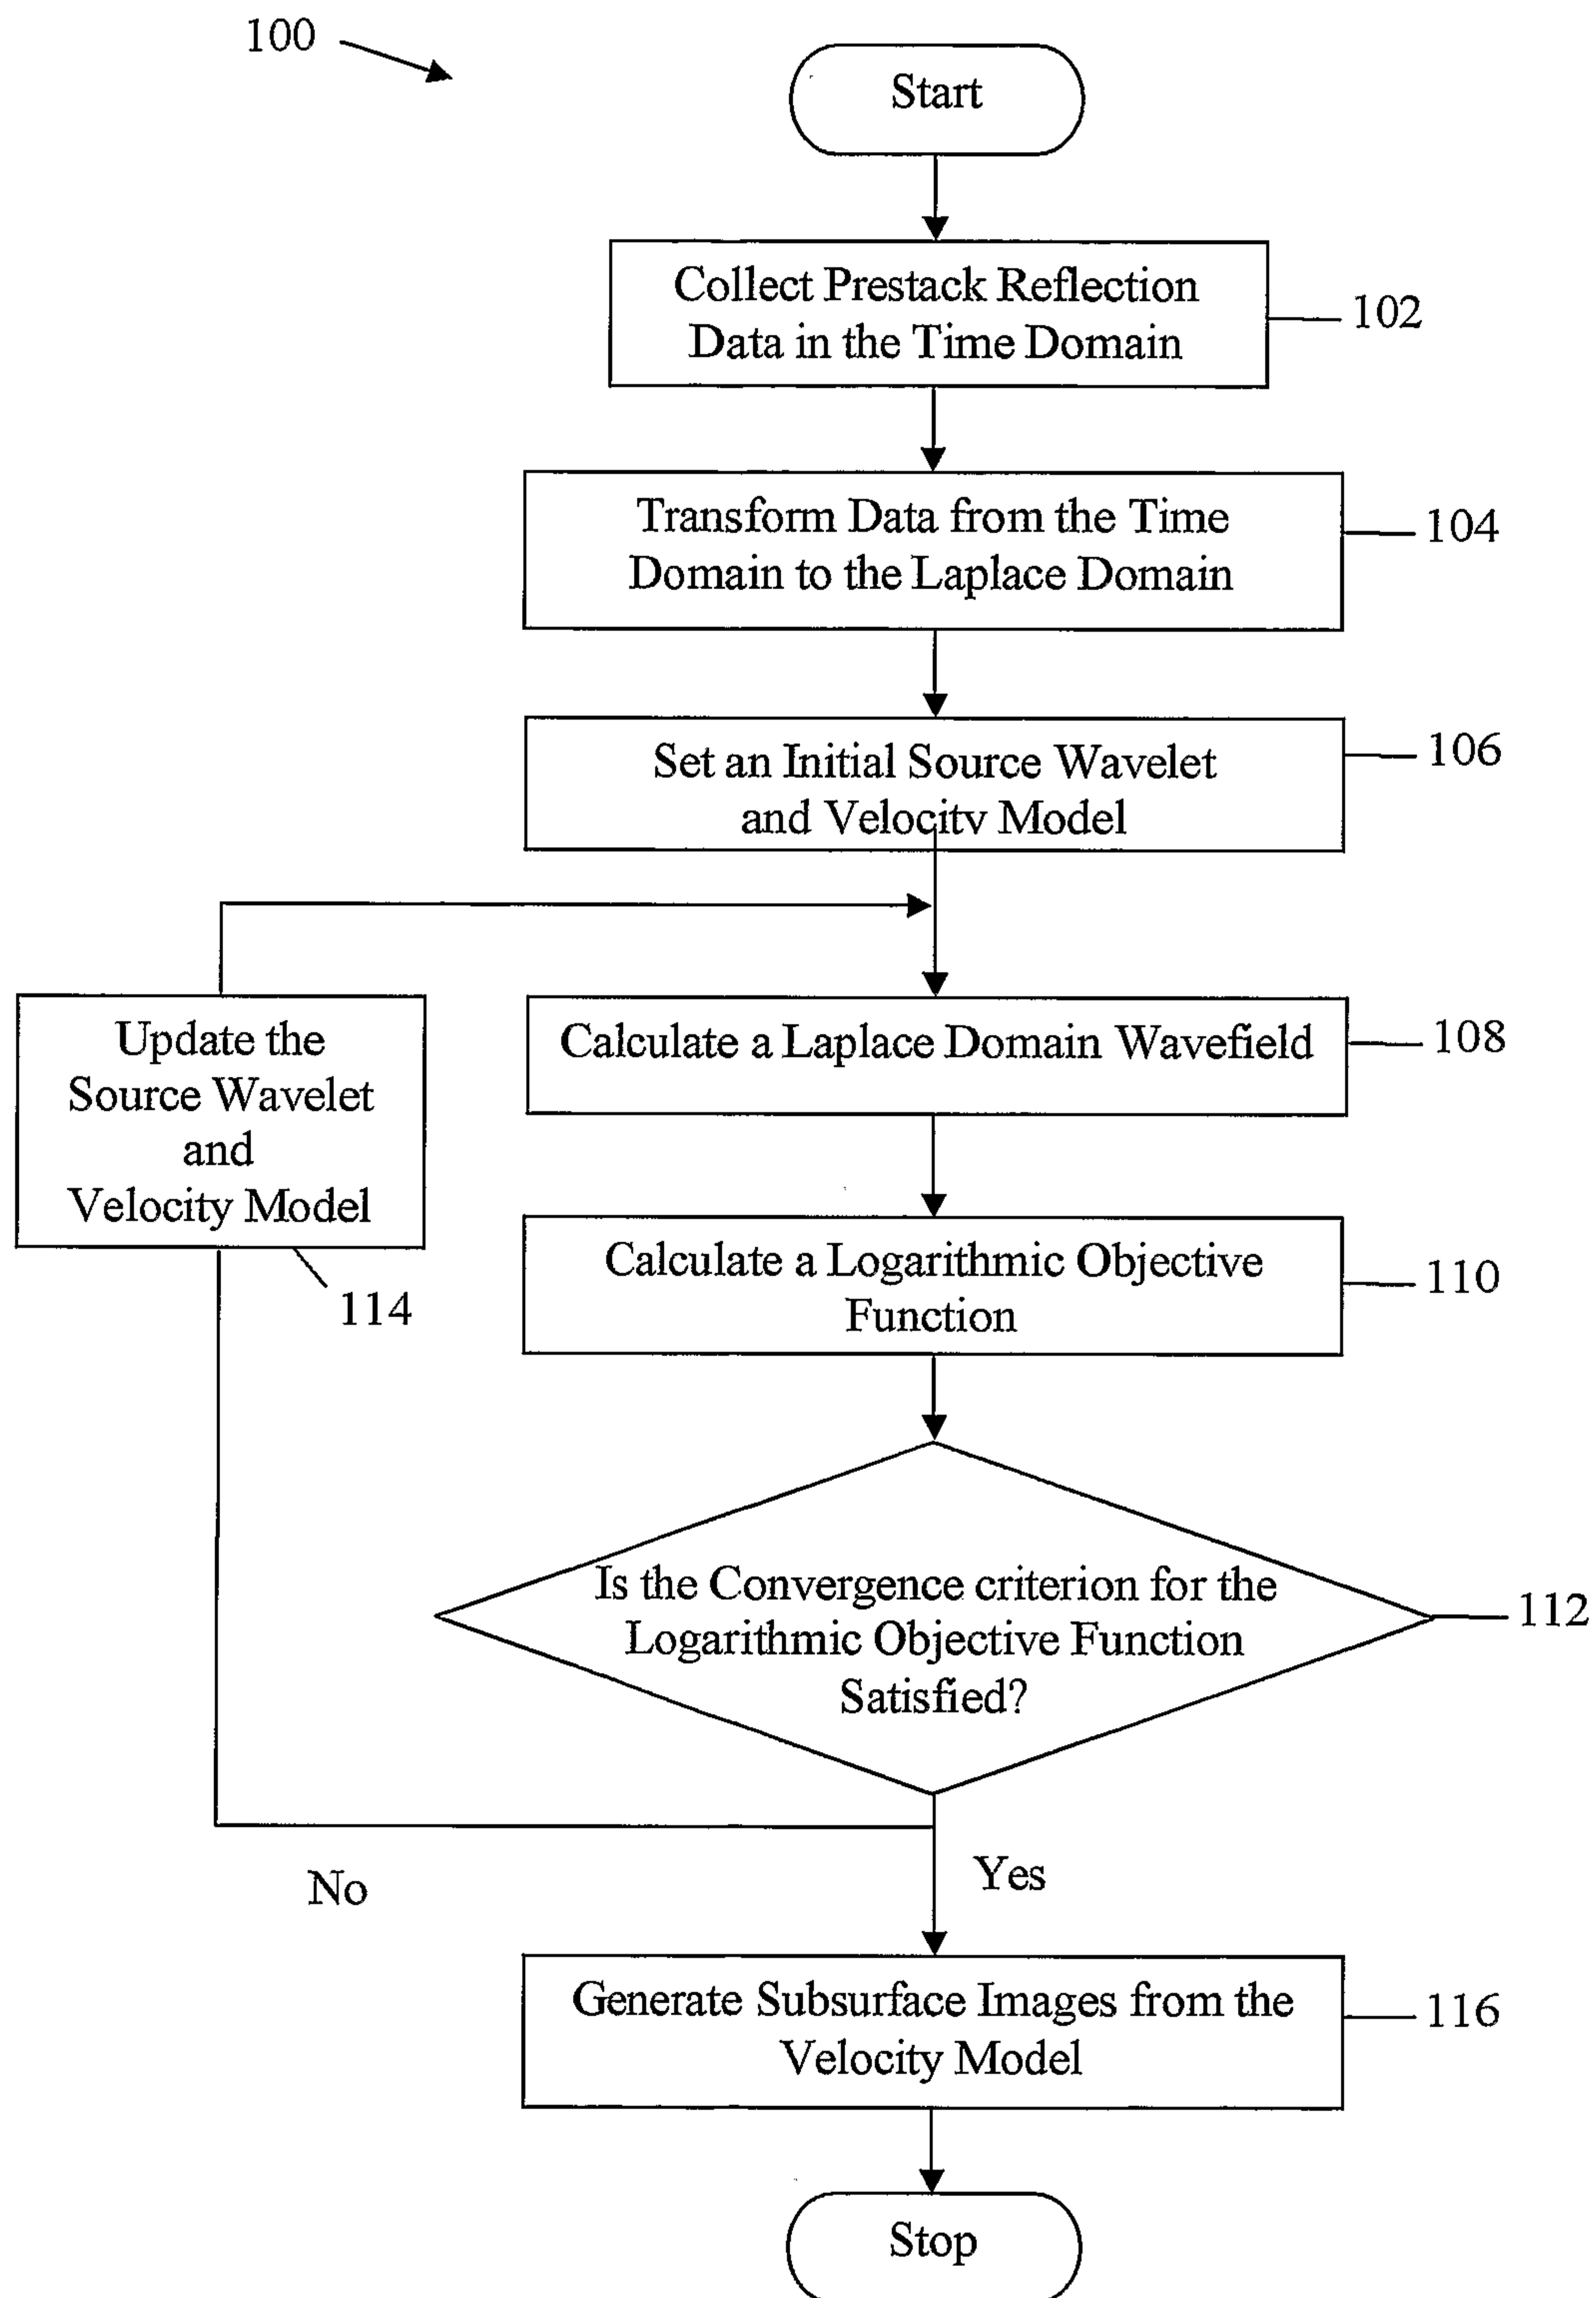 100
Start
Collect Prestack Reflection
Data in the Time Domain
102
Transform Data from the Time
Domain to the Laplace Domain
104
Set an Initial Source Wavelet
and Velocity Model
106
Update the
Source Wavelet
and
Velocity Model
114
Calculate a Laplace Domain Wavefield
108
Calculate a Logarithmic Objective
Function
110
Is the Convergence criterion for the
Logarithmic Objective Function
Satisfied?
112
No
Yes
Generate Subsurface Images from the
Velocity Model
116
Stop